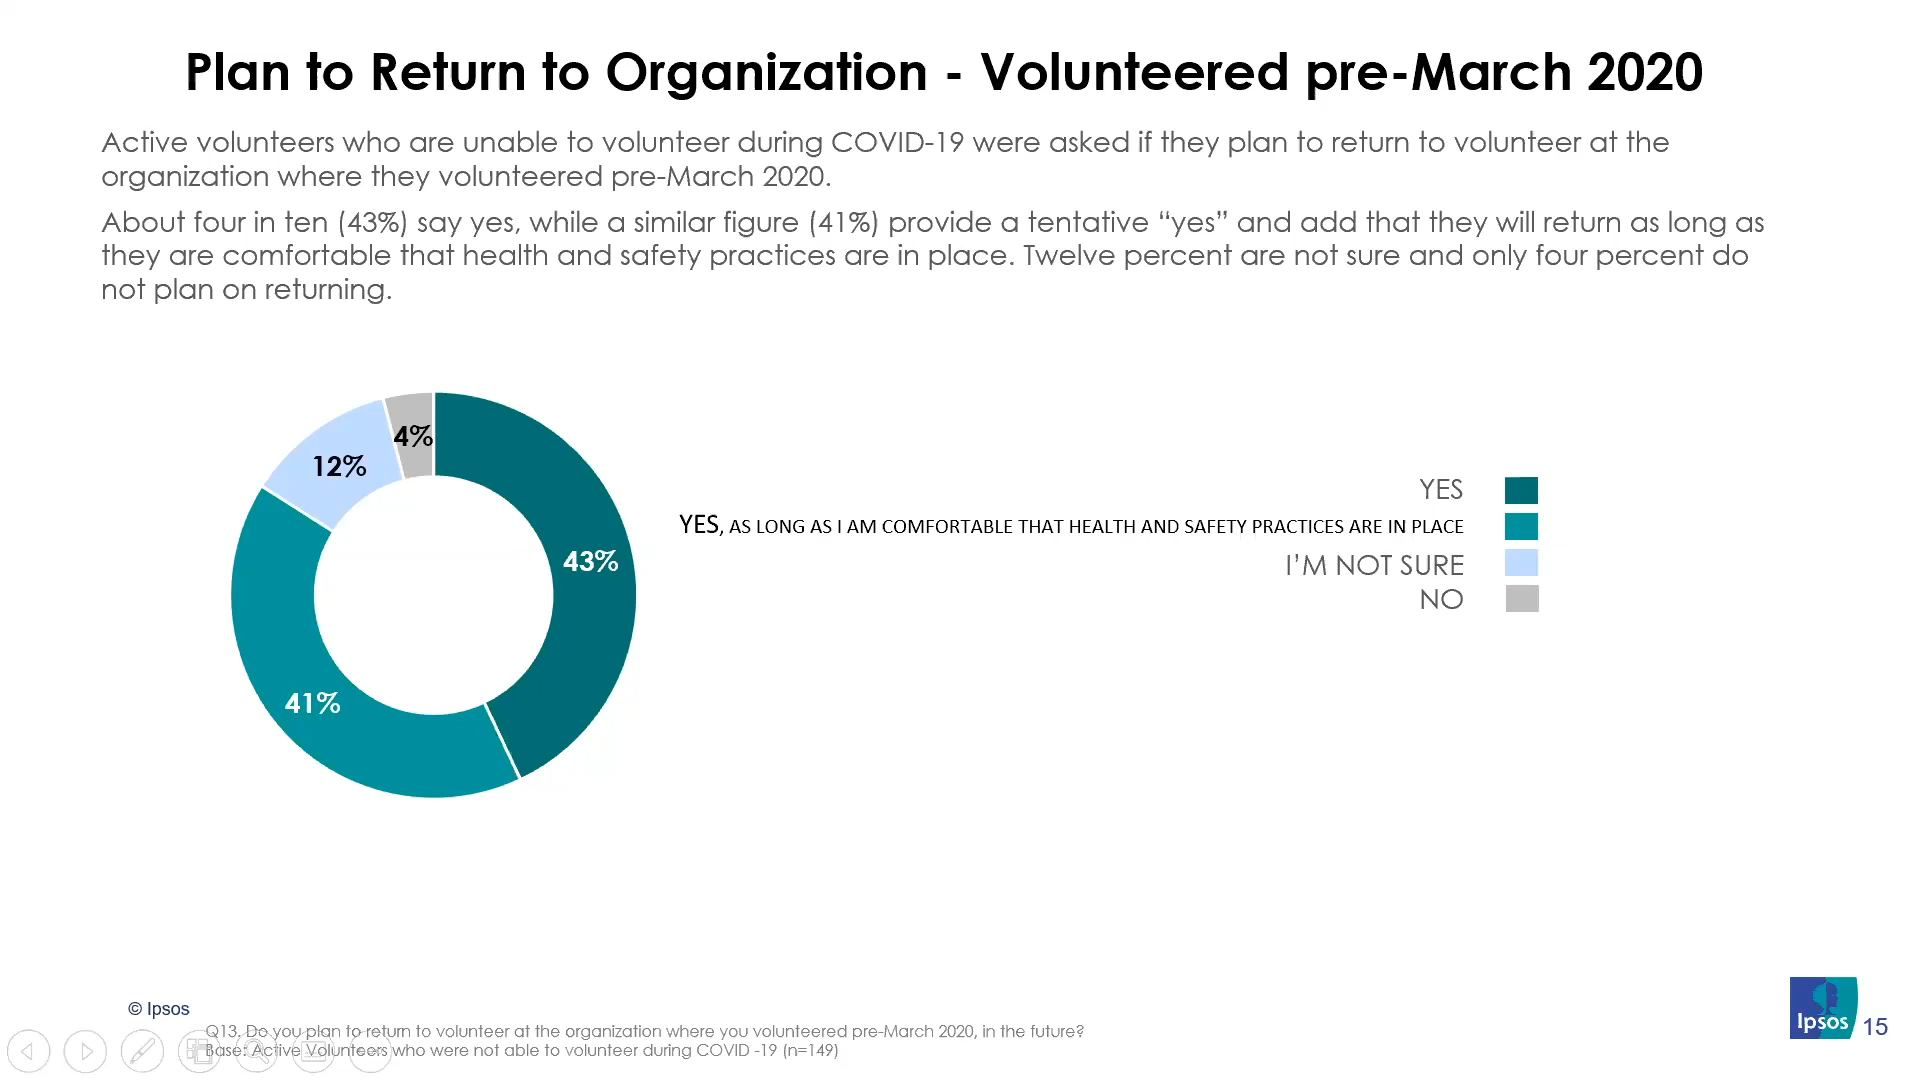 Plan to Return to Organization - Volunteered pre-March 2020
Active volunteers who are unable to volunteer during COVID-19 were asked if they plan to return to volunteer at the
organization where they volunteered pre-March 2020.
About four in ten (43%) say yes, while a similar figure (41%) provide a tentative “yes” and add that they will return as long as
they are comfortable that health and safety practices are in place. Twelve percent are not sure and only four percent do
not plan on returning.
4%
12%
43%
41%
YES
YES, AS LONG AS I AM COMFORTABLE THAT HEALTH AND SAFETY PRACTICES ARE IN PLACE
I’M NOT SURE
NO
© Ipsos
Q13. Do you plan to return to volunteer at the organization where you volunteered pre-March 2020, in the future?
Base: Active Volunteers who were not able to volunteer during COVID -19 (n=149)
Ipsos
15